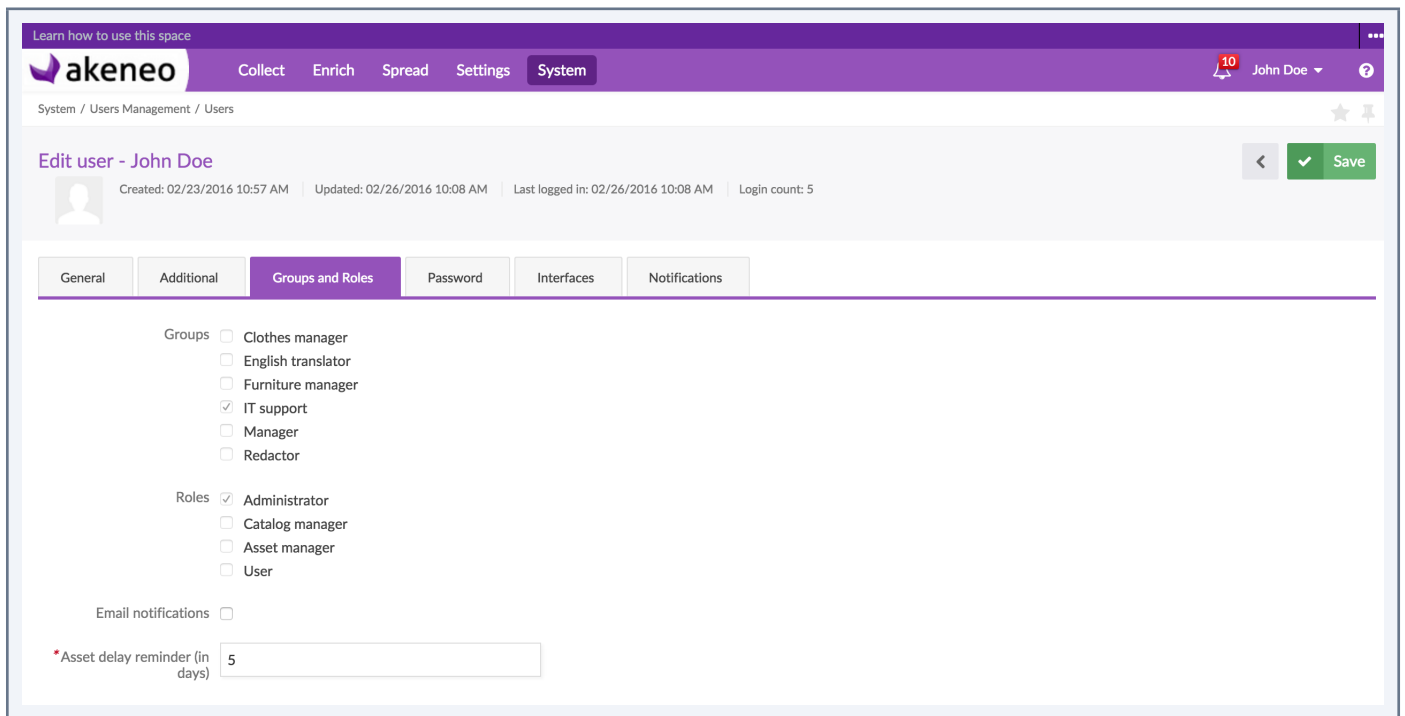 Learn how to use this space
akeneo Collect Enrich Spread Settings System 10 John Doe
System / Users Management / Users
Edit user - John Doe
Save
Created: 02/23/2016 10:57 AM Updated: 02/26/2016 10:08 AM Last logged in: 02/26/2016 10:08 AM Login count: 5
General Additional Groups and Roles Password Interfaces Notifications
Groups Clothes manager
English translator
Furniture manager
IT support
Manager
Redactor
Roles Administrator
Catalog manager
Asset manager
User
Email notifications
*Asset delay reminder (in days) 5